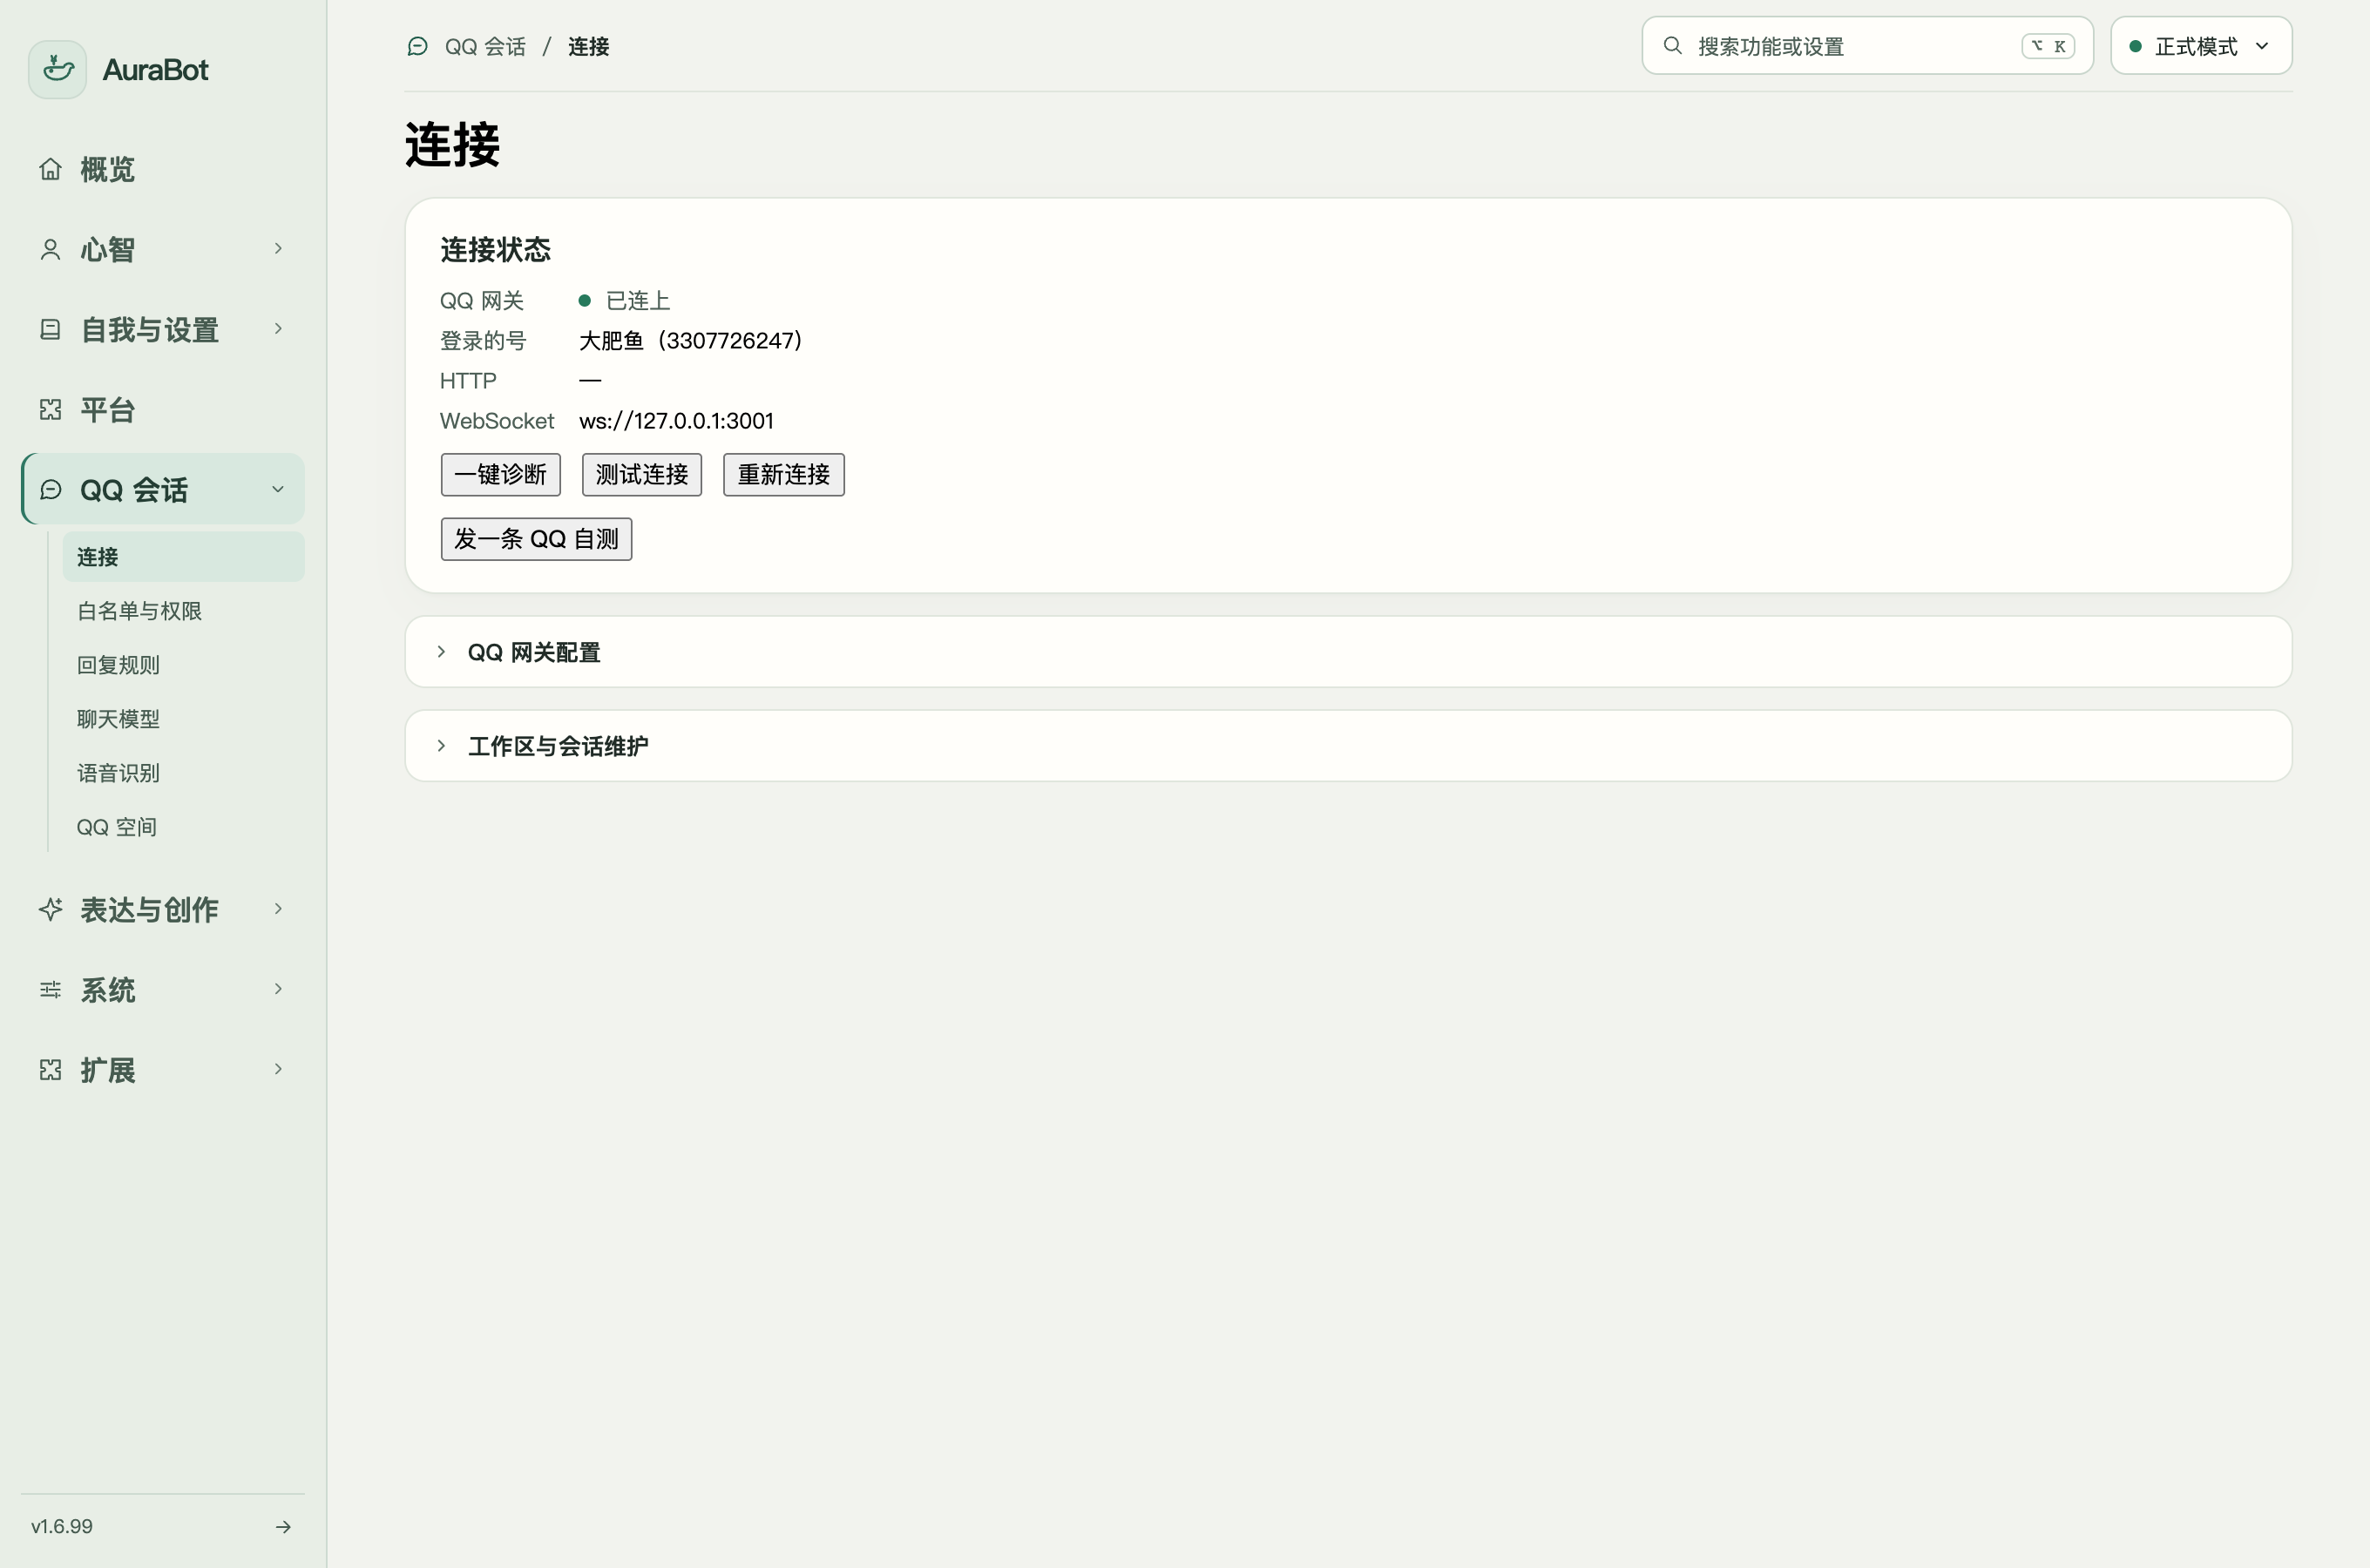 AuraBot
概览
心智
自我与设置
平台
QQ 会话
连接
白名单与权限
回复规则
聊天模型
语音识别
QQ 空间
表达与创作
系统
扩展
v1.6.99
QQ 会话 / 连接
搜索功能或设置 ⌥ K
正式模式
连接
连接状态
QQ 网关 已连上
登录的号 大肥鱼（3307726247）
HTTP —
WebSocket ws://127.0.0.1:3001
一键诊断 测试连接 重新连接
发一条 QQ 自测
QQ 网关配置
工作区与会话维护